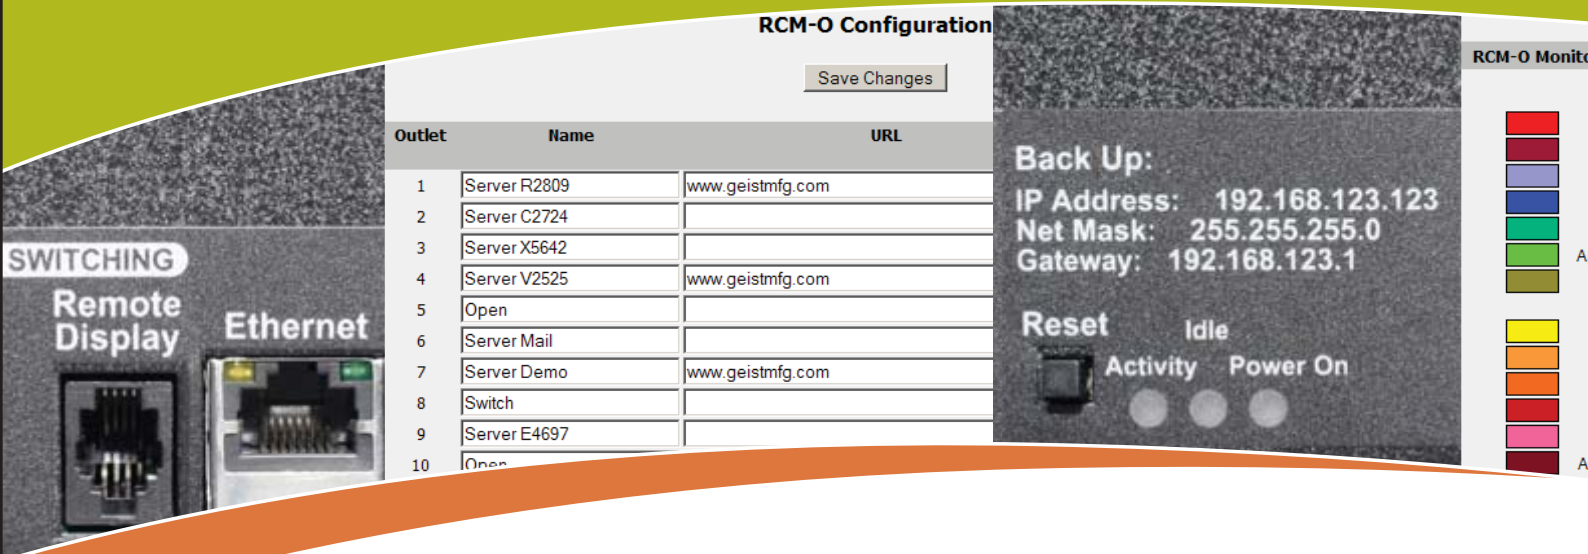 RCM-O Configuration
Save Changes
Outlet Name URL
1 Server R2809 www.geistmfg.com
2 Server C2724
3 Server X5642
4 Server V2525 www.geistmfg.com
5 Open
6 Server Mail
7 Server Demo www.geistmfg.com
8 Switch
9 Server E4697
10 Open
SWITCHING
Remote
Display
Ethernet
Back Up:
IP Address: 192.168.123.123
Net Mask: 255.255.255.0
Gateway: 192.168.123.1
Reset
Idle
Activity Power On
RCM-O Monito
A
A